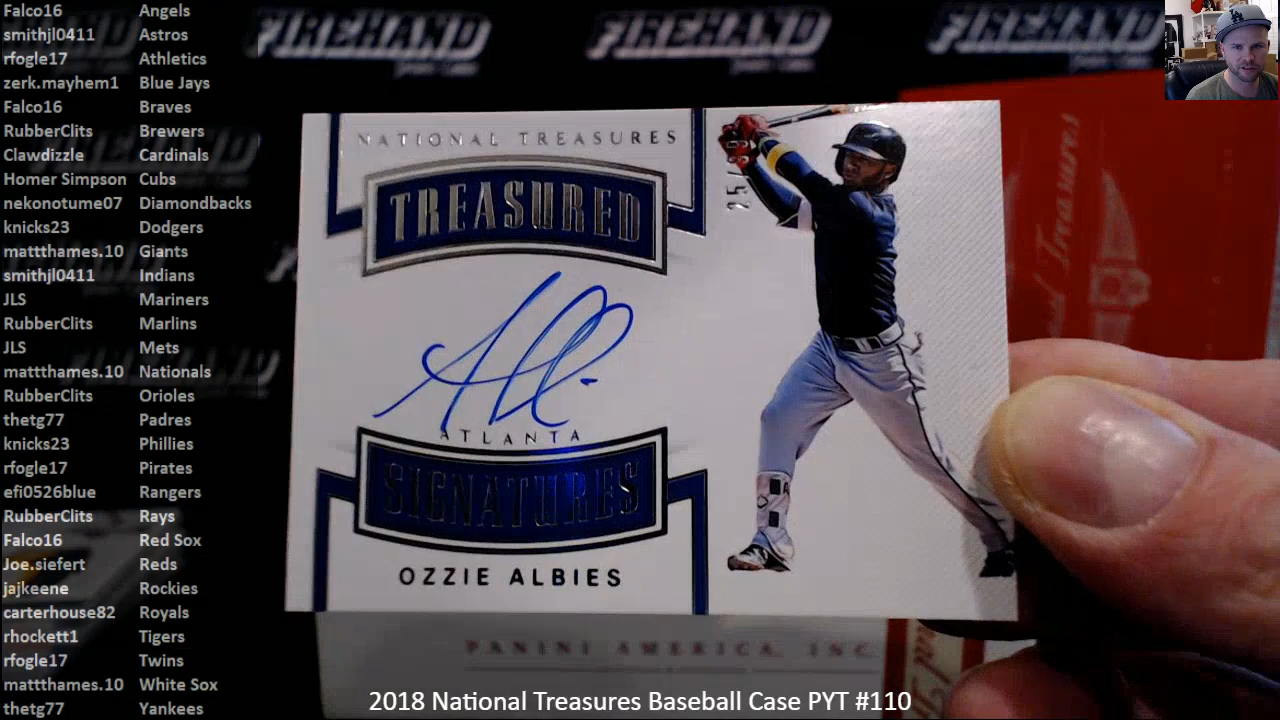 Falco16 Angels
smithjl0411 Astros
rfogle17 Athletics
zerk.mayhem1 Blue Jays
Falco16 Braves
RubberClits Brewers
Clawdizzle Cardinals
Homer Simpson Cubs
nekonotume07 Diamondbacks
knicks23 Dodgers
mattthames.10 Giants
smithjl0411 Indians
JLS Mariners
RubberClits Marlins
JLS Mets
mattthames.10 Nationals
RubberClits Orioles
thetg77 Padres
knicks23 Phillies
rfogle17 Pirates
efi0526blue Rangers
RubberClits Rays
Falco16 Red Sox
Joe.siefert Reds
jajkeene Rockies
carterhouse82 Royals
rhockett1 Tigers
rfogle17 Twins
mattthames.10 White Sox
thetg77 Yankees
FIREHAND
FIREHAND
FIREHAND
NATIONAL TREASURES
TREASURED
ATLANTA
SIGNATURES
OZZIE ALBIES
Treasures
PANINI AMERICA, INC.
2018 National Treasures Baseball Case PYT #110